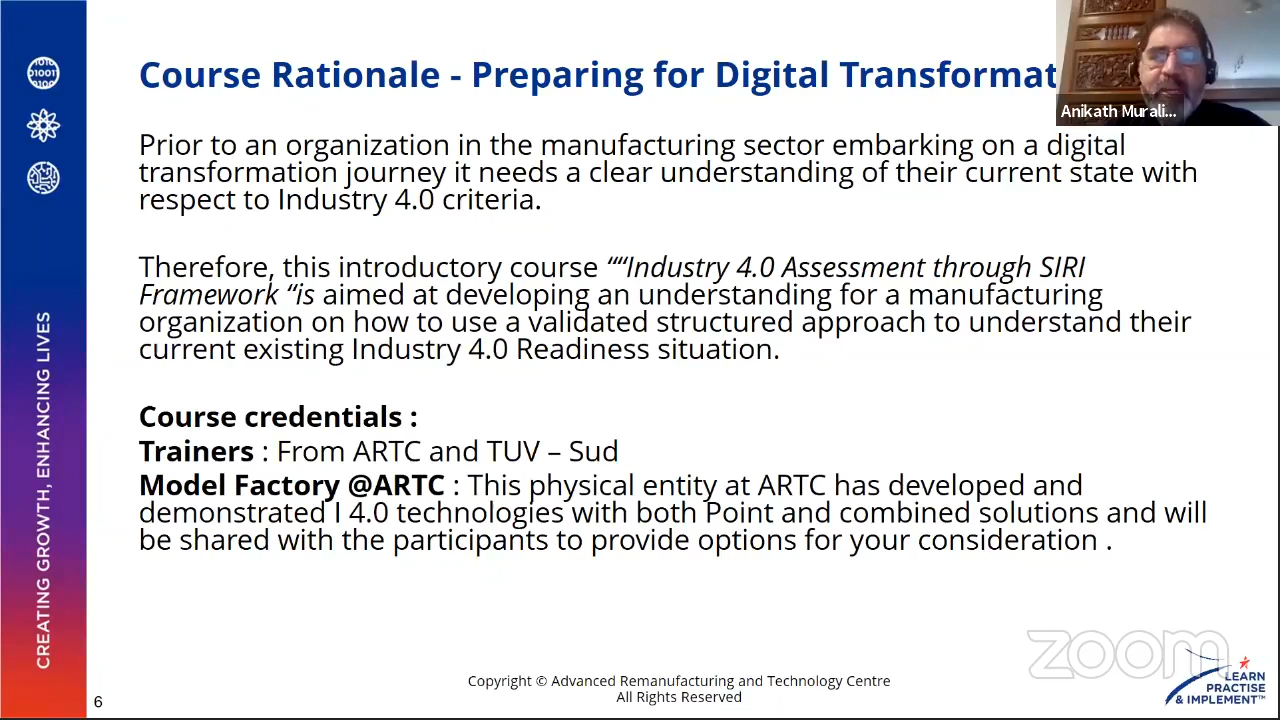 Course Rationale - Preparing for Digital Transformat
Anikath Murali...
Prior to an organization in the manufacturing sector embarking on a digital
transformation journey it needs a clear understanding of their current state with
respect to Industry 4.0 criteria.
Therefore, this introductory course ““Industry 4.0 Assessment through SIRI
Framework “is aimed at developing an understanding for a manufacturing
organization on how to use a validated structured approach to understand their
current existing Industry 4.0 Readiness situation.
Course credentials :
Trainers : From ARTC and TUV – Sud
Model Factory @ARTC : This physical entity at ARTC has developed and
demonstrated I 4.0 technologies with both Point and combined solutions and will
be shared with the participants to provide options for your consideration .
CREATING GROWTH, ENHANCING LIVES
zoom
Copyright © Advanced Remanufacturing and Technology Centre
All Rights Reserved
LEARN
PRACTISE
& IMPLEMENT™
6